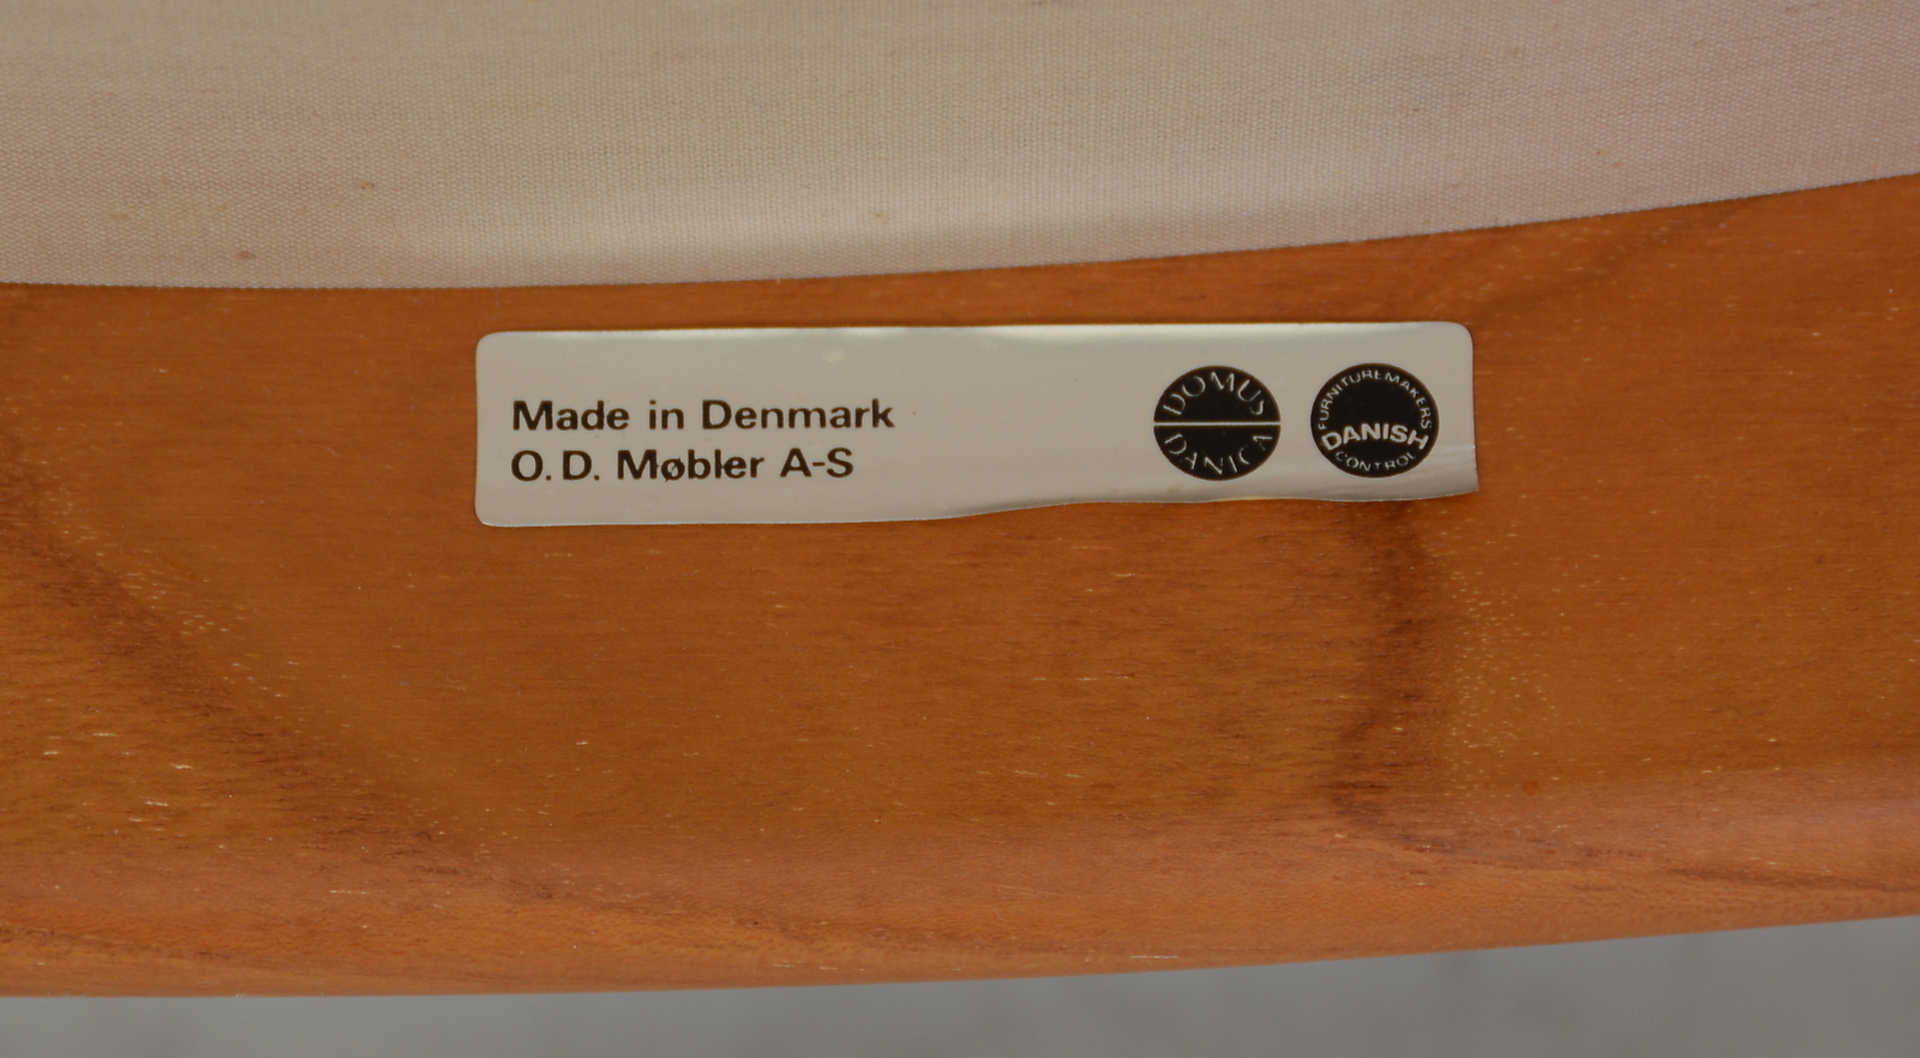 Made in Denmark
O. D. Møbler A-S
DOMUS
DANICA
FURNITUREMAKERS
DANISH
CONTROL